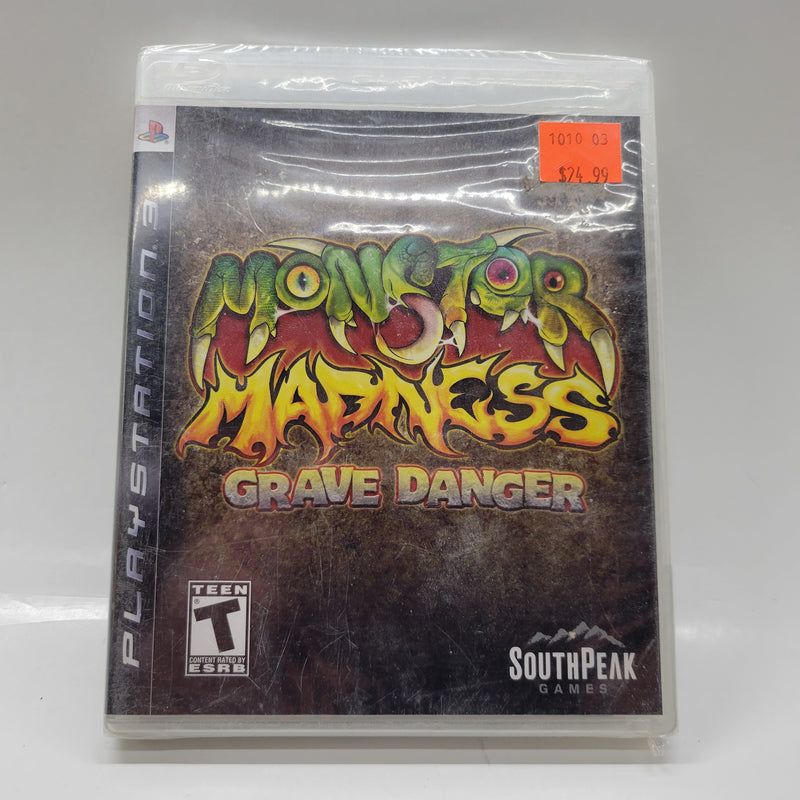 PLAYSTATION 3
1010 03
$24.99
MONSTER
MADNESS
GRAVE DANGER
TEEN
T
®
CONTENT RATED BY
ESRB
SOUTHPEAK
GAMES